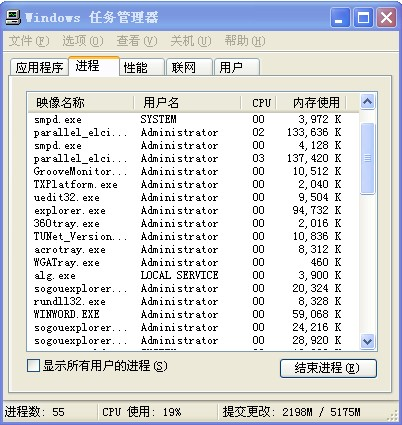 Windows 任务管理器
文件(F) 选项(O) 查看(V) 关机(U) 帮助(H)
应用程序 进程 性能 联网 用户
映像名称 用户名 CPU 内存使用
smpd.exe SYSTEM 00 3,972 K
parallel_elci... Administrator 02 133,636 K
smpd.exe Administrator 00 4,128 K
parallel_elci... Administrator 03 137,420 K
GrooveMonitor... Administrator 00 10,512 K
TXPlatform.exe Administrator 00 2,040 K
uedit32.exe Administrator 00 9,504 K
explorer.exe Administrator 00 94,732 K
360tray.exe Administrator 00 2,016 K
TUNet_Version... Administrator 00 10,836 K
acrotray.exe Administrator 00 8,312 K
WGATray.exe Administrator 00 460 K
alg.exe LOCAL SERVICE 00 3,900 K
sogouexplorer... Administrator 00 20,324 K
rundll32.exe Administrator 00 8,328 K
WINWORD.EXE Administrator 00 59,068 K
sogouexplorer... Administrator 00 24,216 K
sogouexplorer... Administrator 00 28,920 K
显示所有用户的进程(S) 结束进程(E)
进程数: 55 CPU 使用: 19% 提交更改: 2198M / 5175M